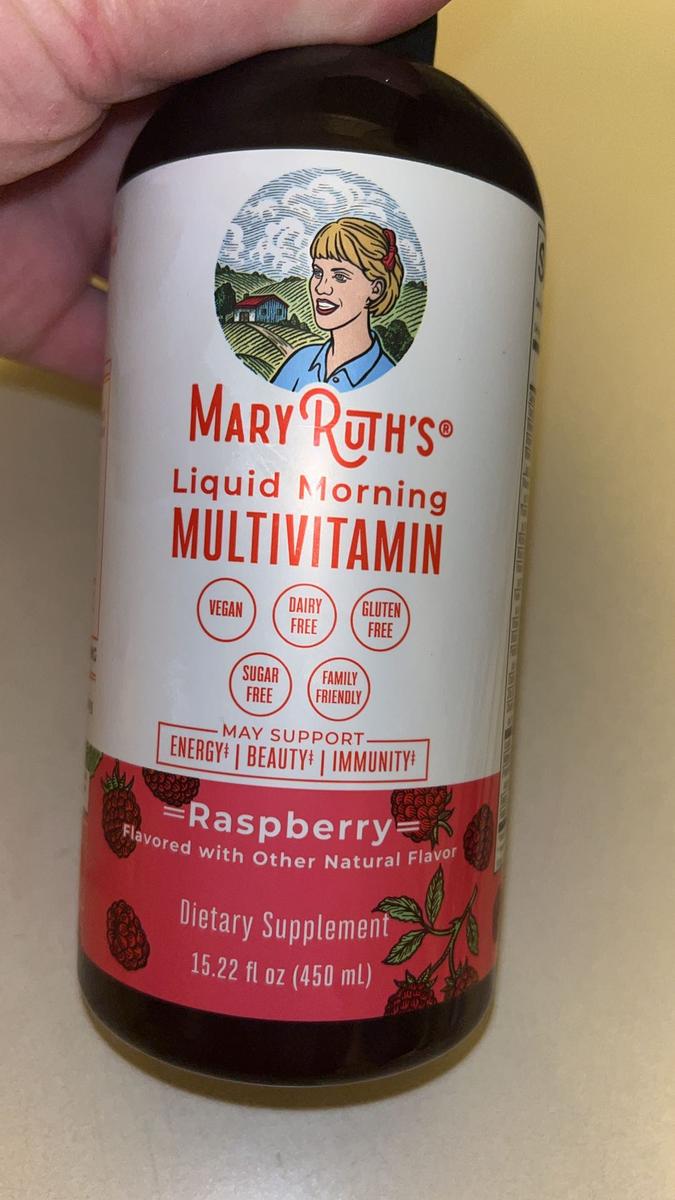 MARY RUTH'S®
Liquid Morning
MULTIVITAMIN
VEGAN
DAIRY
FREE
GLUTEN
FREE
SUGAR
FREE
FAMILY
FRIENDLY
MAY SUPPORT
ENERGY‡ | BEAUTY‡ | IMMUNITY‡
=Raspberry=
Flavored with Other Natural Flavor
Dietary Supplement
15.22 fl oz (450 mL)